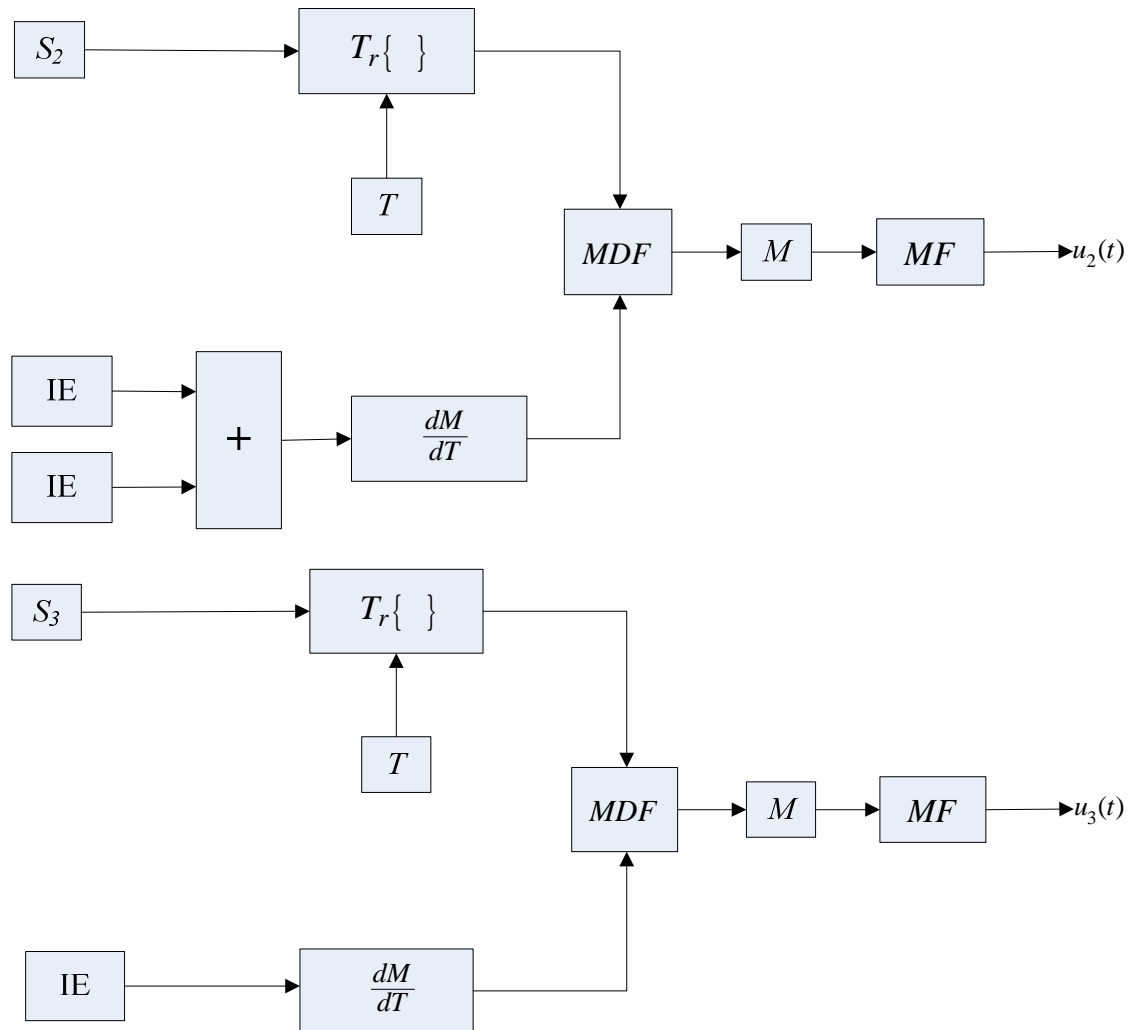 S₂
Tᵣ{ }
T
MDF
M
MF
u₂(t)
IE
IE
+
dM
dT
S₃
Tᵣ{ }
T
MDF
M
MF
u₃(t)
IE
dM
dT